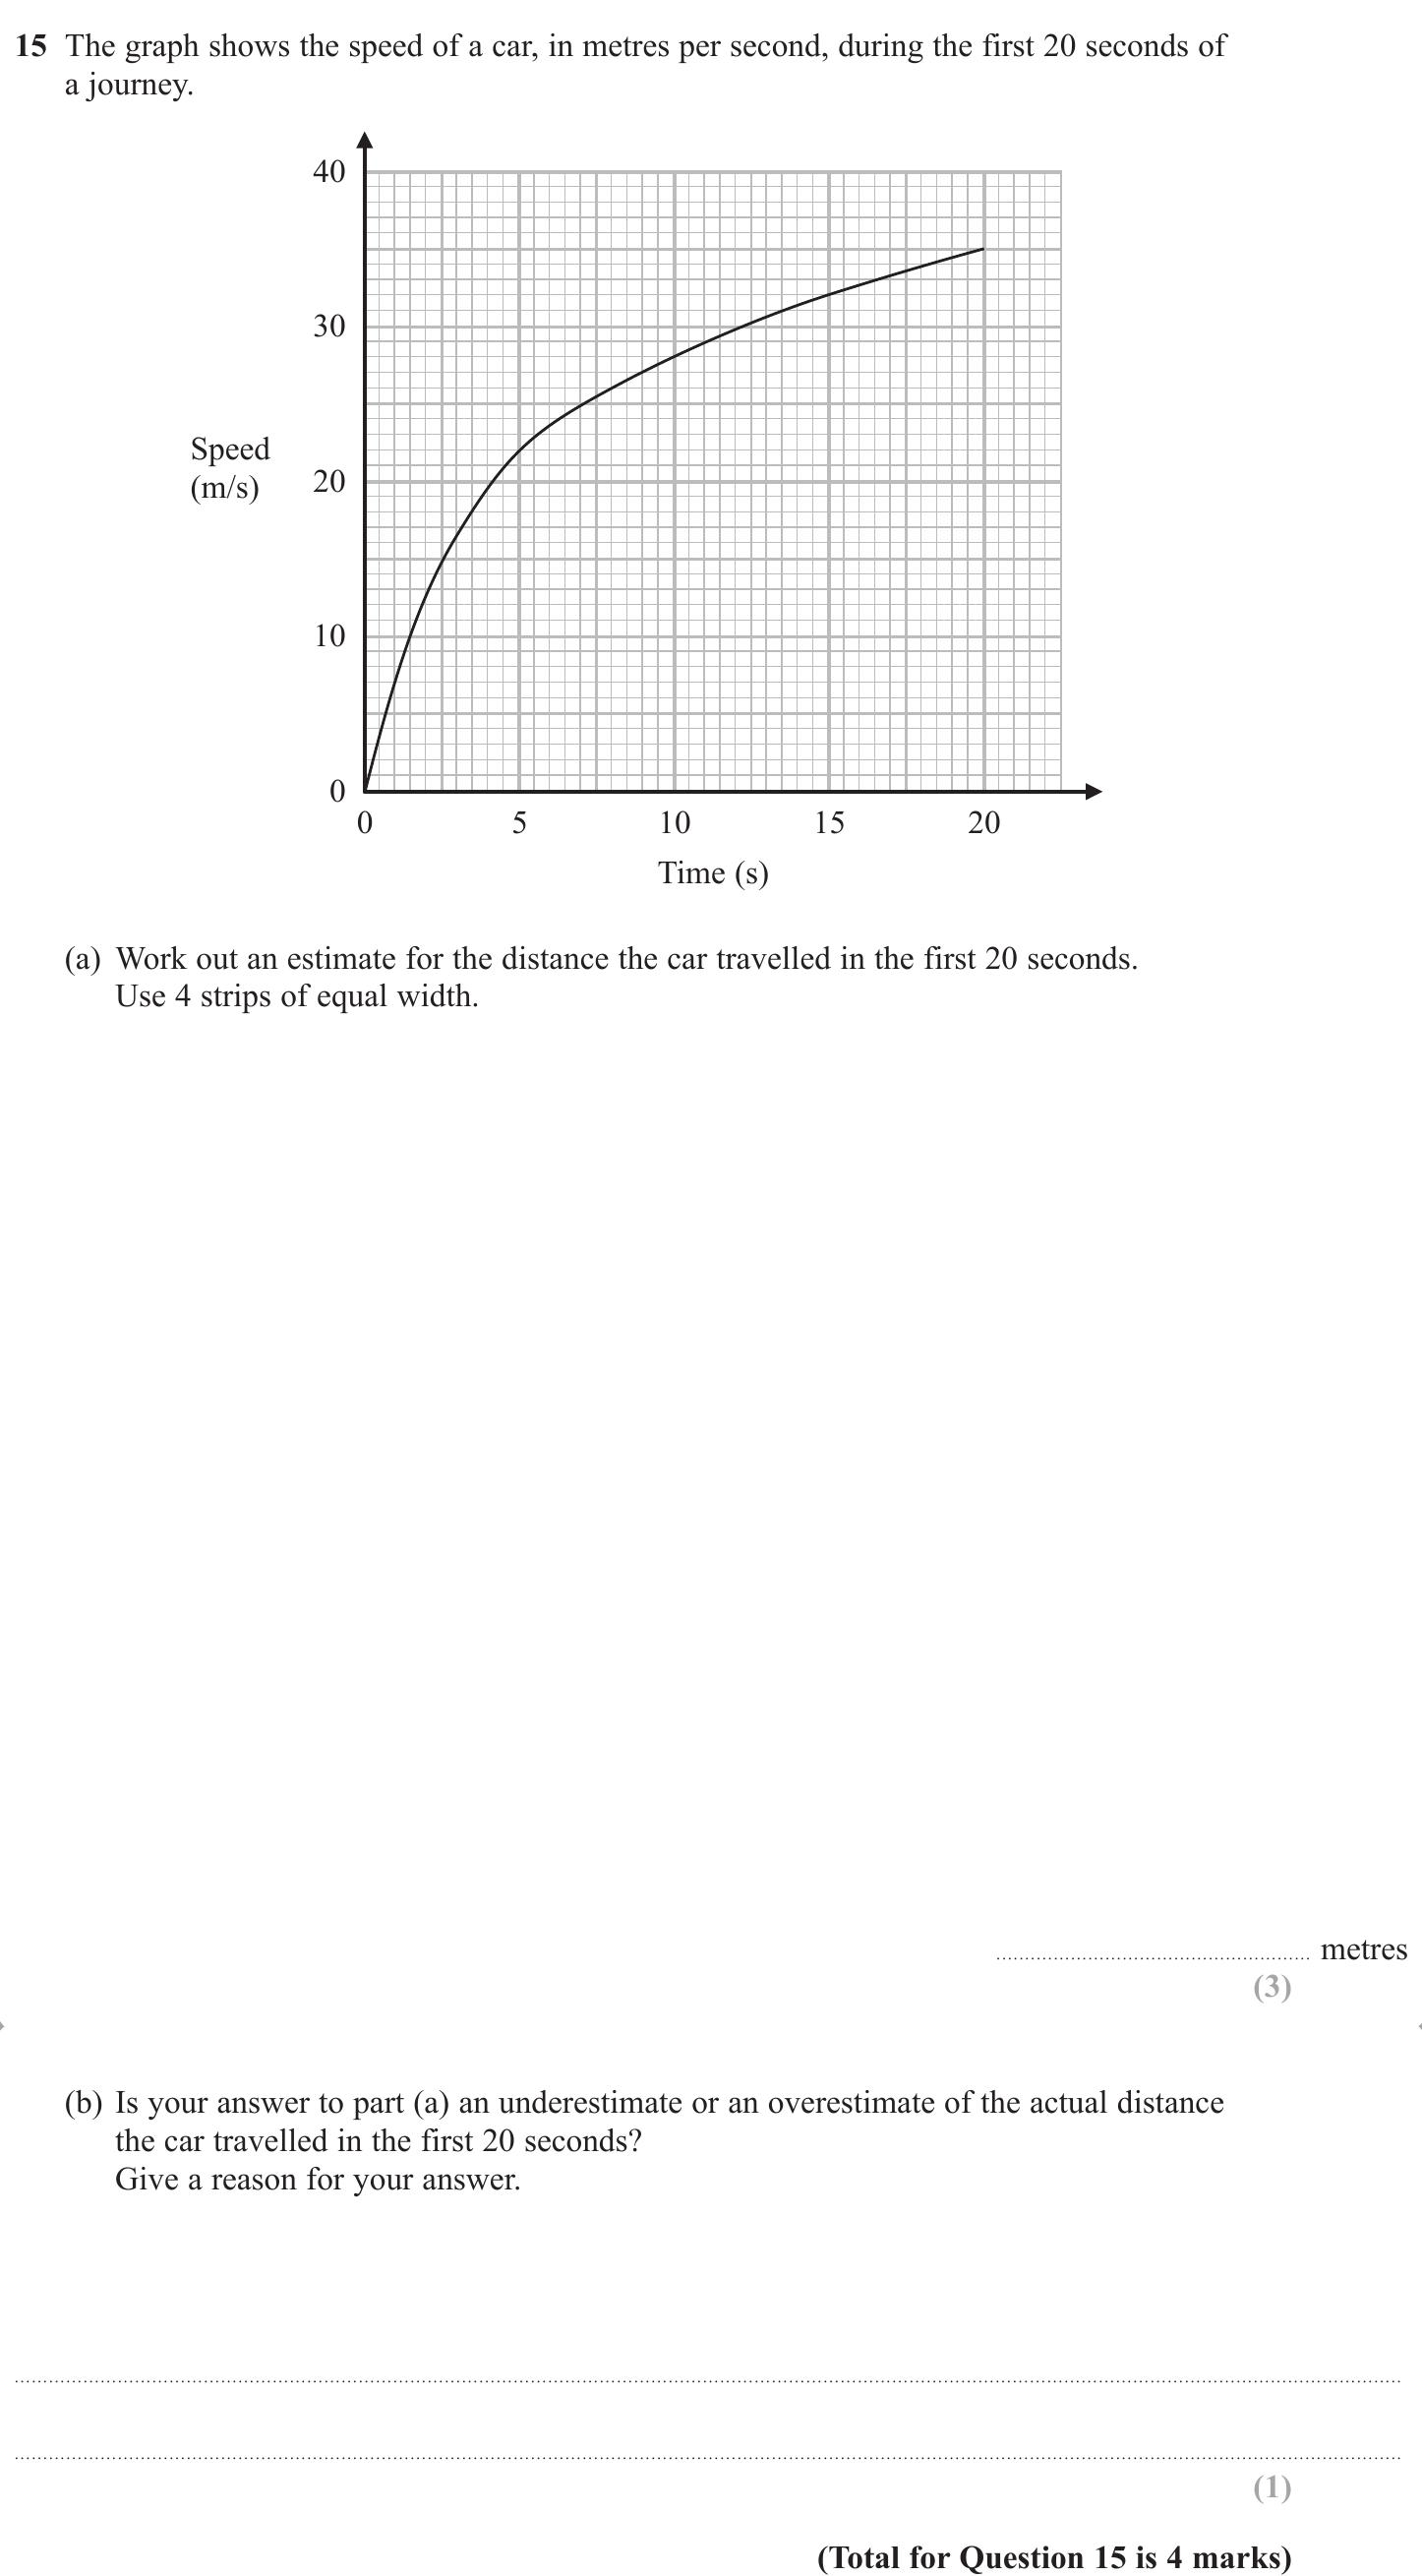 15 The graph shows the speed of a car, in metres per second, during the first 20 seconds of
a journey.
40
30
Speed
(m/s)
20
10
0
0 5 10 15 20
Time (s)
(a) Work out an estimate for the distance the car travelled in the first 20 seconds.
Use 4 strips of equal width.
metres
(3)
(b) Is your answer to part (a) an underestimate or an overestimate of the actual distance
the car travelled in the first 20 seconds?
Give a reason for your answer.
(1)
(Total for Question 15 is 4 marks)